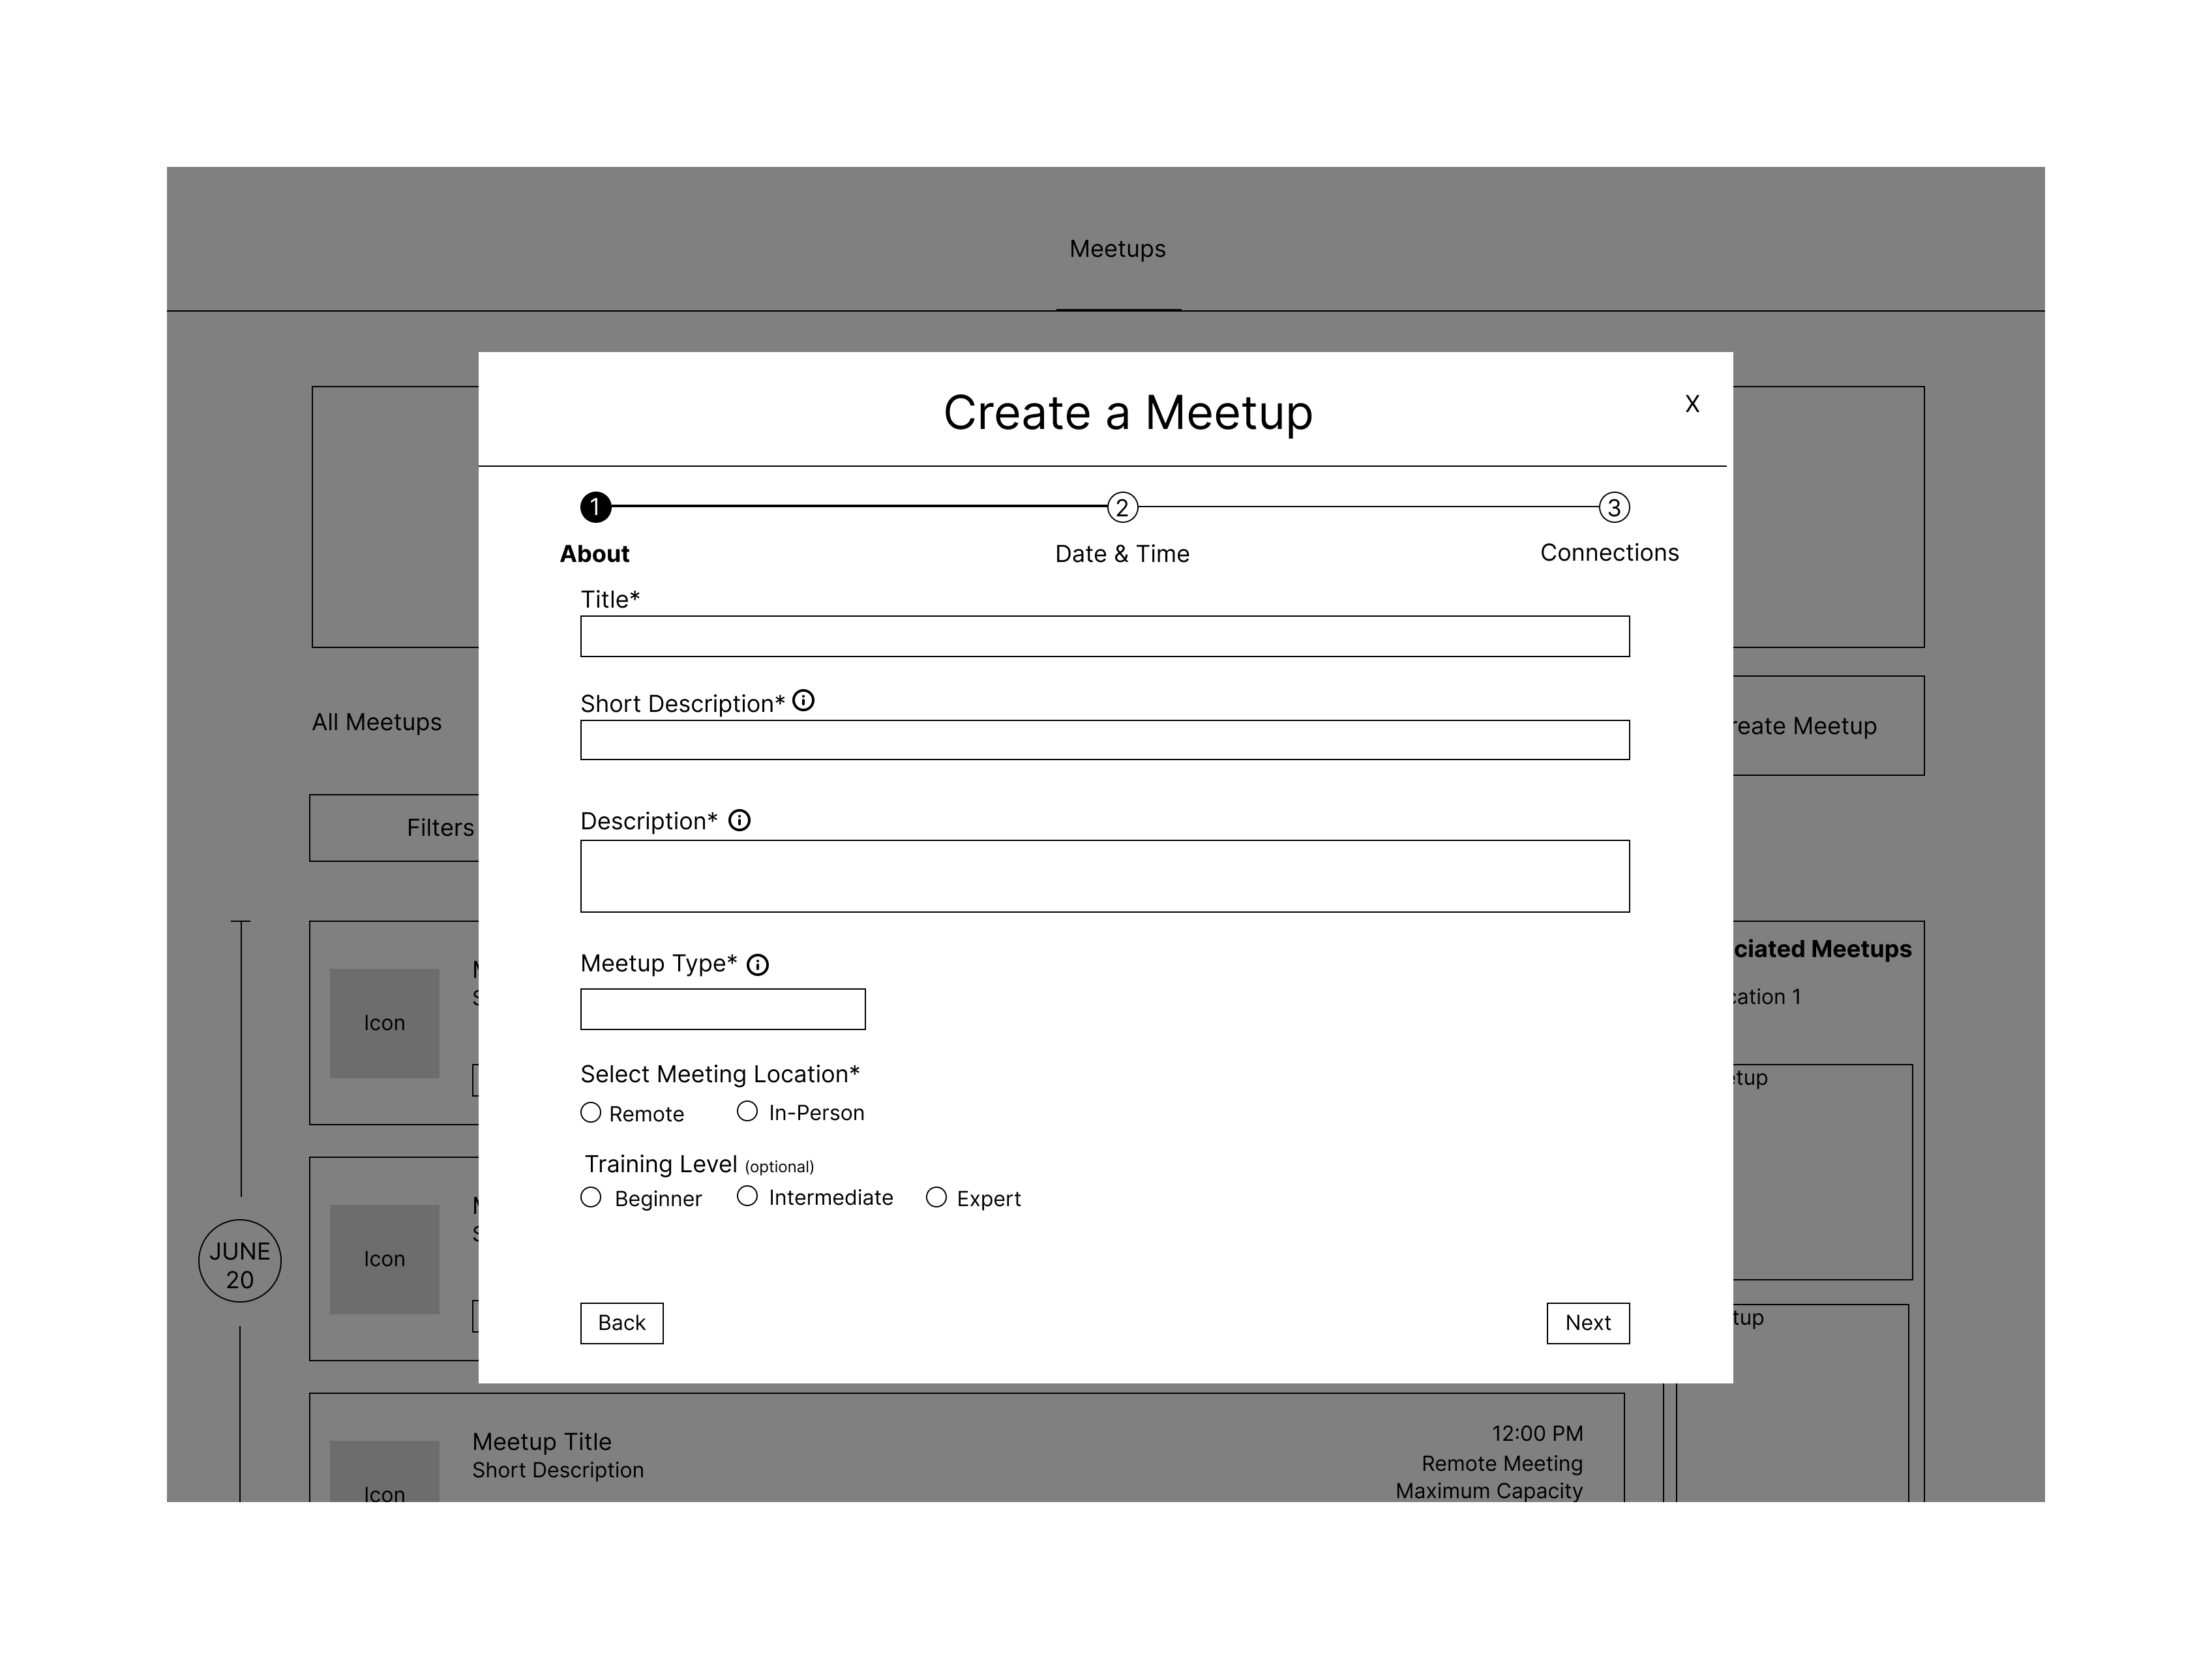 Meetups
Create a Meetup
X
1
2
3
About
Date & Time
Connections
Title*
Short Description*
Description*
Meetup Type*
Select Meeting Location*
Remote
In-Person
Training Level (optional)
Beginner
Intermediate
Expert
Back
Next
All Meetups
reate Meetup
Filters
ciated Meetups
cation 1
Icon
etup
JUNE
20
Icon
tup
Icon
Meetup Title
Short Description
12:00 PM
Remote Meeting
Maximum Capacity